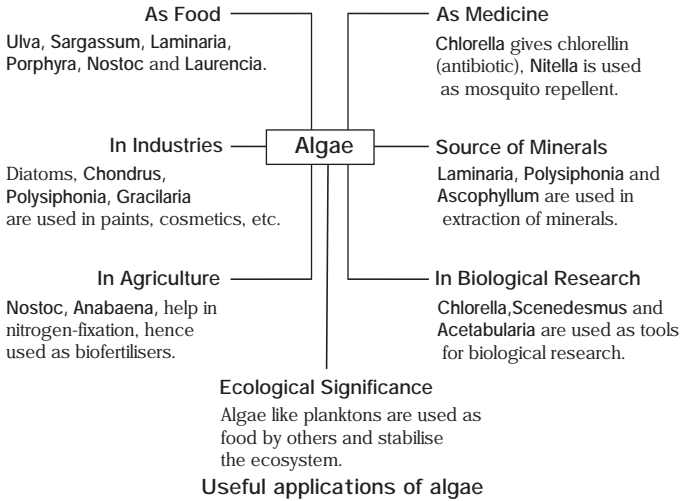 As Food
Ulva, Sargassum, Laminaria,
Porphyra, Nostoc and Laurencia.
As Medicine
Chlorella gives chlorellin
(antibiotic), Nitella is used
as mosquito repellent.
In Industries
Diatoms, Chondrus,
Polysiphonia, Gracilaria
are used in paints, cosmetics, etc.
Algae
Source of Minerals
Laminaria, Polysiphonia and
Ascophyllum are used in
extraction of minerals.
In Agriculture
Nostoc, Anabaena, help in
nitrogen-fixation, hence
used as biofertilisers.
In Biological Research
Chlorella,Scenedesmus and
Acetabularia are used as tools
for biological research.
Ecological Significance
Algae like planktons are used as
food by others and stabilise
the ecosystem.
Useful applications of algae